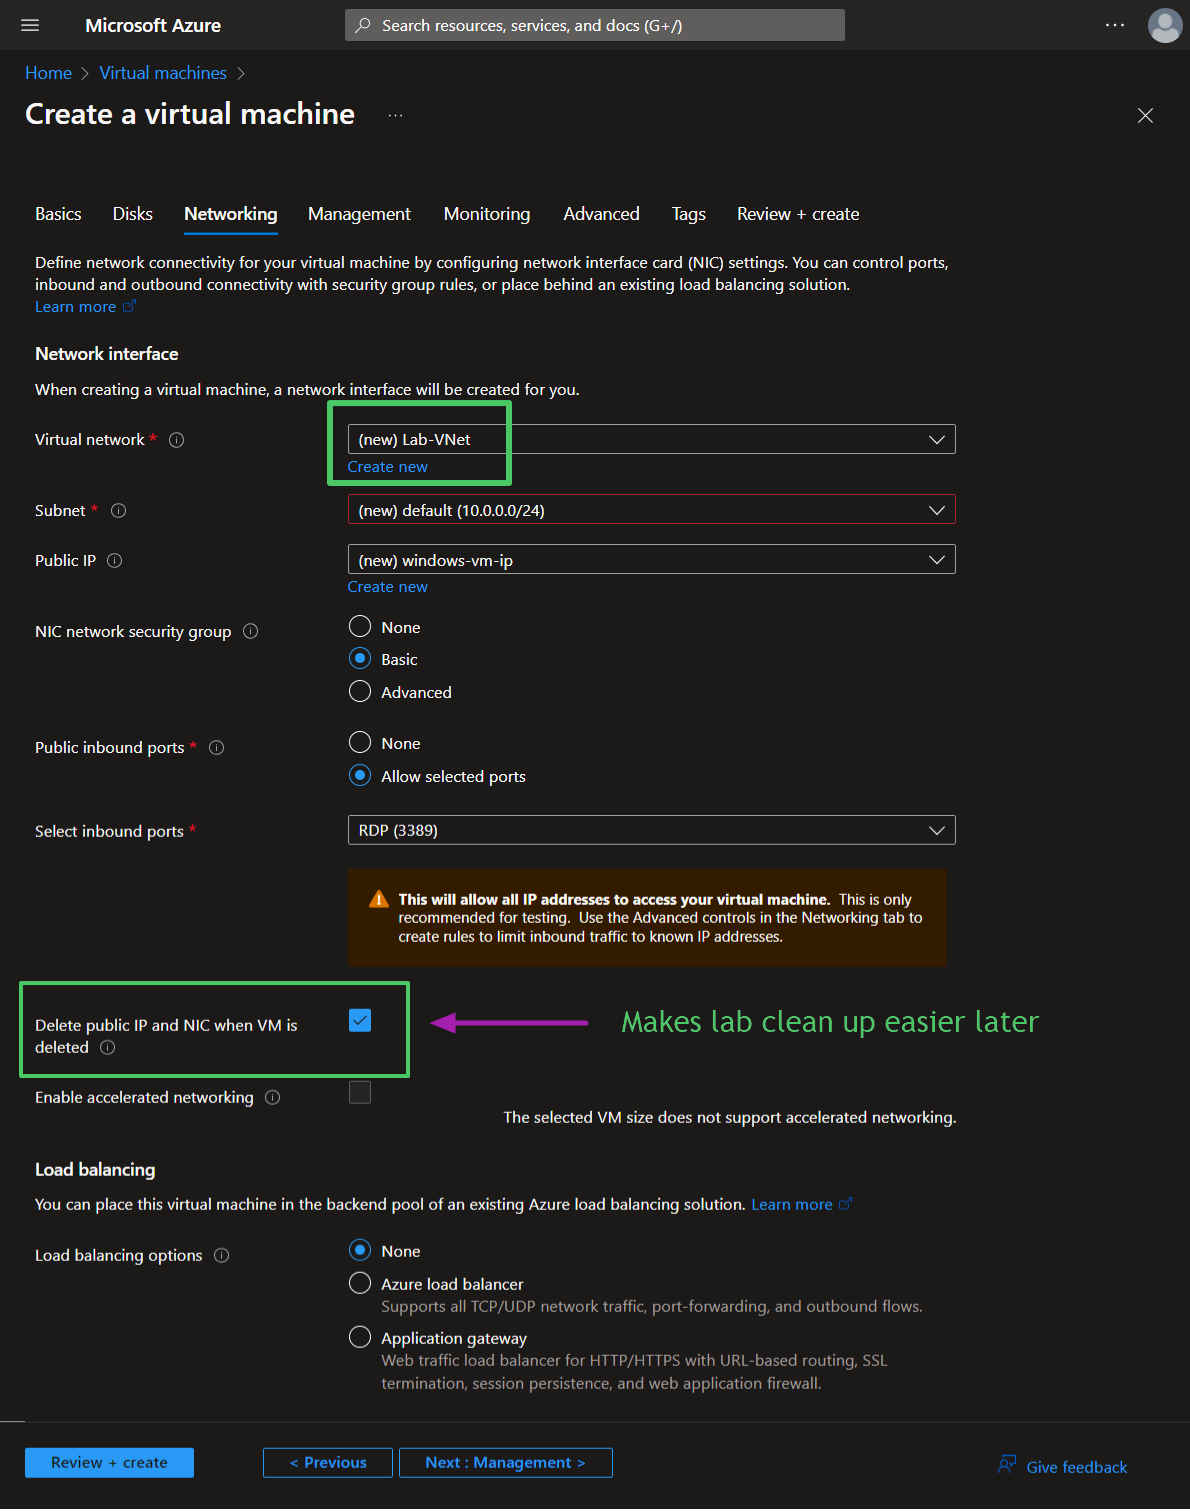 Microsoft Azure
Search resources, services, and docs (G+/)
Home > Virtual machines >
Create a virtual machine ...
Basics Disks Networking Management Monitoring Advanced Tags Review + create
Define network connectivity for your virtual machine by configuring network interface card (NIC) settings. You can control ports,
inbound and outbound connectivity with security group rules, or place behind an existing load balancing solution.
Learn more
Network interface
When creating a virtual machine, a network interface will be created for you.
Virtual network *
(new) Lab-VNet
Create new
Subnet *
(new) default (10.0.0.0/24)
Public IP
(new) windows-vm-ip
Create new
NIC network security group
None
Basic
Advanced
Public inbound ports *
None
Allow selected ports
Select inbound ports *
RDP (3389)
This will allow all IP addresses to access your virtual machine. This is only
recommended for testing. Use the Advanced controls in the Networking tab to
create rules to limit inbound traffic to known IP addresses.
Delete public IP and NIC when VM is
deleted
Makes lab clean up easier later
Enable accelerated networking
The selected VM size does not support accelerated networking.
Load balancing
You can place this virtual machine in the backend pool of an existing Azure load balancing solution. Learn more
Load balancing options
None
Azure load balancer
Supports all TCP/UDP network traffic, port-forwarding, and outbound flows.
Application gateway
Web traffic load balancer for HTTP/HTTPS with URL-based routing, SSL
termination, session persistence, and web application firewall.
Review + create
< Previous
Next : Management >
Give feedback